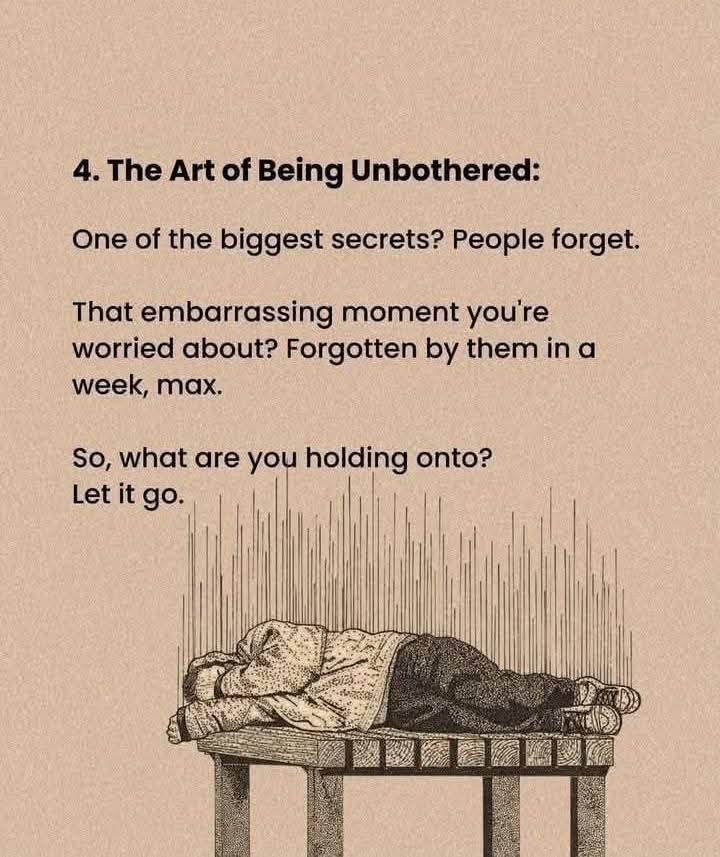 4. The Art of Being Unbothered:
One of the biggest secrets? People forget.
That embarrassing moment you're
worried about? Forgotten by them in a
week, max.
So, what are you holding onto?
Let it go.